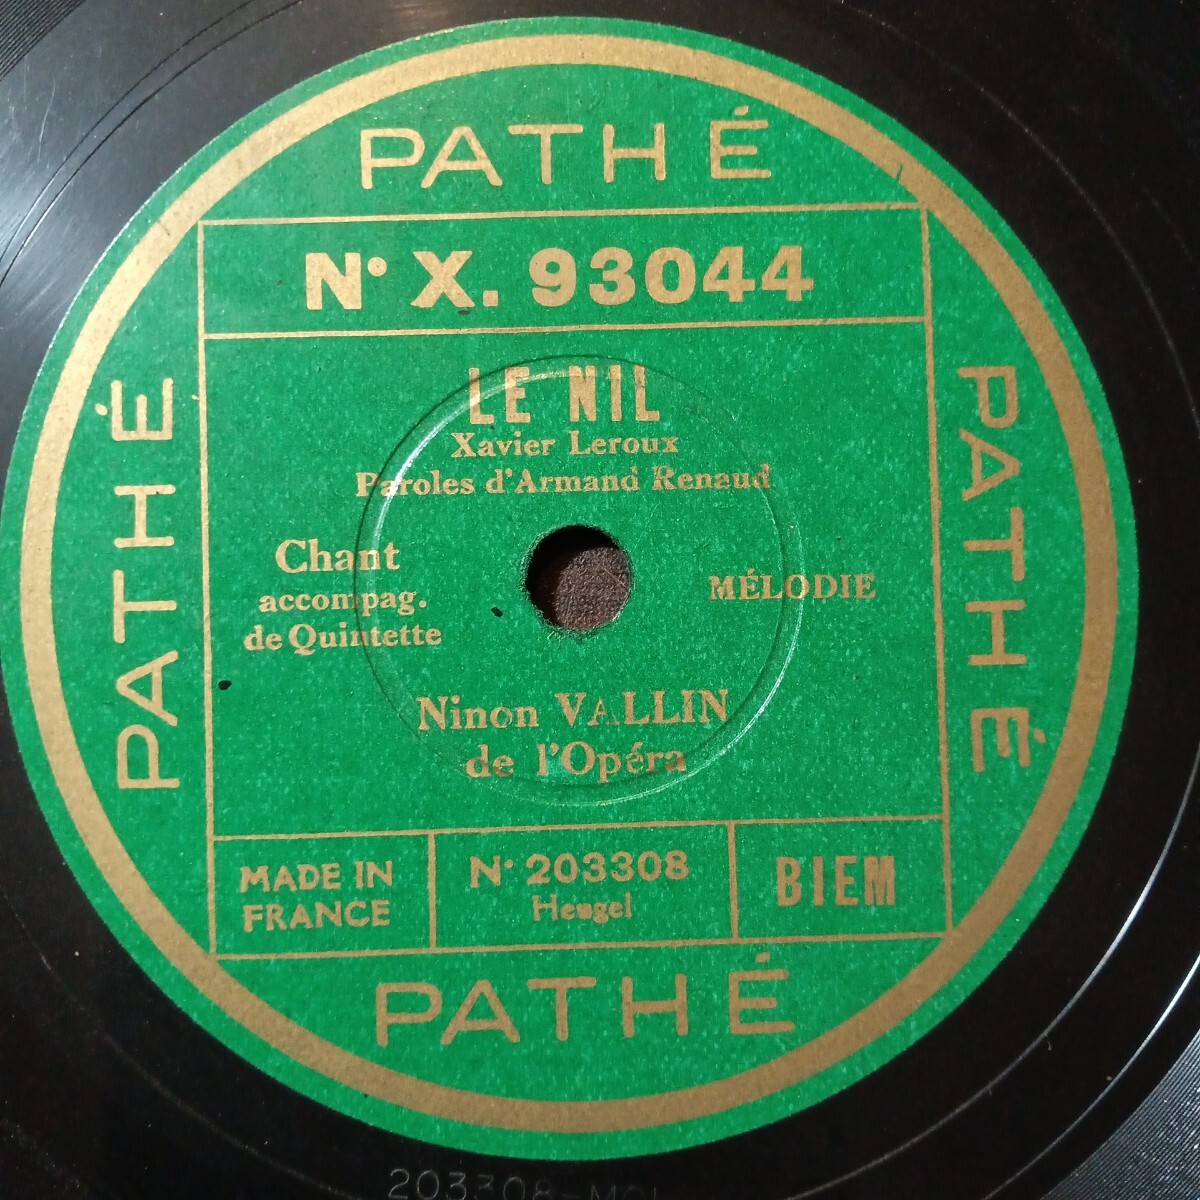 PATHÉ
N° X. 93044
LE NIL
Xavier Leroux
Paroles d'Armand Renaud
Chant
accompag.
de Quintette
MÉLODIE
Ninon VALLIN
de l'Opéra
MADE IN
FRANCE
N° 203308
Heugel
BIEM
PATHÉ
PATHÉ
PATHÉ
203308